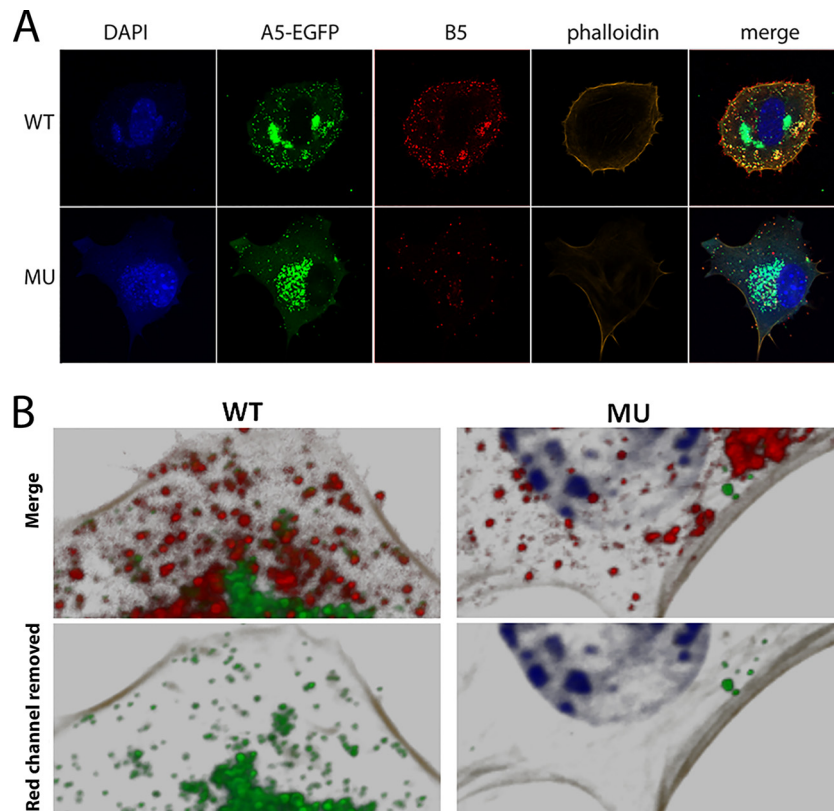 A
DAPI A5-EGFP B5 phalloidin merge
WT
MU
B
WT MU
Merge
Red channel removed